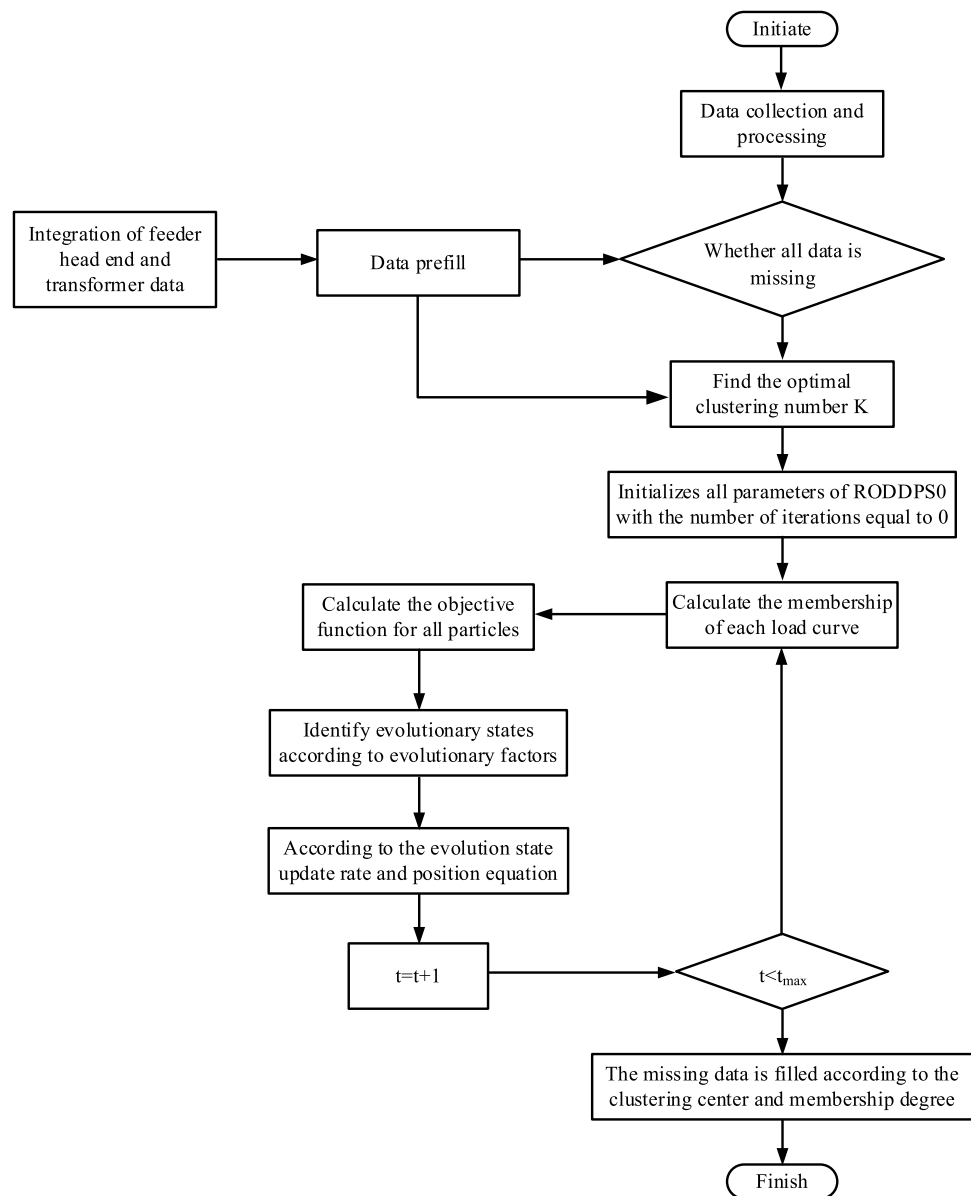 Initiate
Data collection and
processing
Integration of feeder
head end and
transformer data
Data prefill
Whether all data is
missing
Find the optimal
clustering number K
Initializes all parameters of RODDPS0
with the number of iterations equal to 0
Calculate the objective
function for all particles
Calculate the membership
of each load curve
Identify evolutionary states
according to evolutionary factors
According to the evolution state
update rate and position equation
t=t+1
t<tmax
The missing data is filled according to the
clustering center and membership degree
Finish